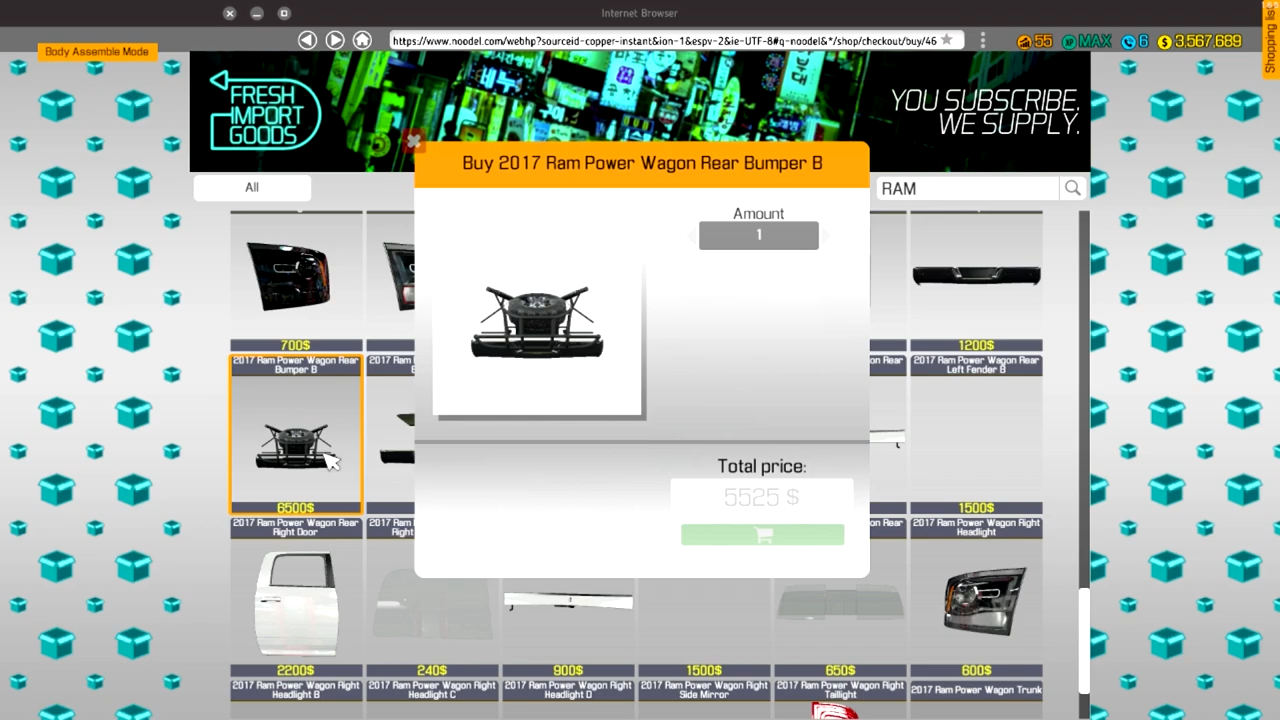 Internet Browser
Shopping list
Body Assemble Mode
https://www.noodel.com/webhp?sourceid-copper-instant&ion-1&espv-2&ie-UTF-8#q-noodel&*/shop/checkout/buy/46
55
XP MAX
6
$ 3,567,689
FRESH
IMPORT
GOODS
YOU SUBSCRIBE.
WE SUPPLY.
Buy 2017 Ram Power Wagon Rear Bumper B
All
RAM
Amount
1
700$
1200$
2017 Ram Power Wagon Rear
Bumper B
2017 Ram Power Wagon Rear
Left Fender B
Total price:
5525 $
6500$
1500$
2017 Ram Power Wagon Rear
Right Door
2017 Ram Power Wagon Right
Headlight
2200$
240$
900$
1500$
650$
600$
2017 Ram Power Wagon Right
Headlight B
2017 Ram Power Wagon Right
Headlight C
2017 Ram Power Wagon Right
Headlight D
2017 Ram Power Wagon Right
Side Mirror
2017 Ram Power Wagon Right
Taillight
2017 Ram Power Wagon Trunk